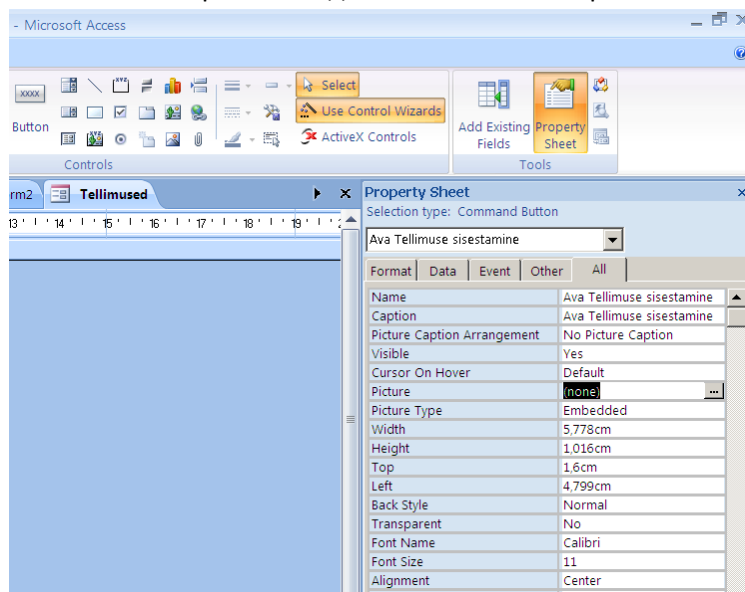 - Microsoft Access
xxxx
XYZ
Select
Use Control Wizards
Button
ActiveX Controls
Add Existing Fields
Property Sheet
Controls
Tools
rm2
Tellimused
13 14 15 16 17 18 19
Property Sheet
Selection type: Command Button
Ava Tellimuse sisestamine
Format Data Event Other All
Name Ava Tellimuse sisestamine
Caption Ava Tellimuse sisestamine
Picture Caption Arrangement No Picture Caption
Visible Yes
Cursor On Hover Default
Picture (none) ...
Picture Type Embedded
Width 5,778cm
Height 1,016cm
Top 1,6cm
Left 4,799cm
Back Style Normal
Transparent No
Font Name Calibri
Font Size 11
Alignment Center